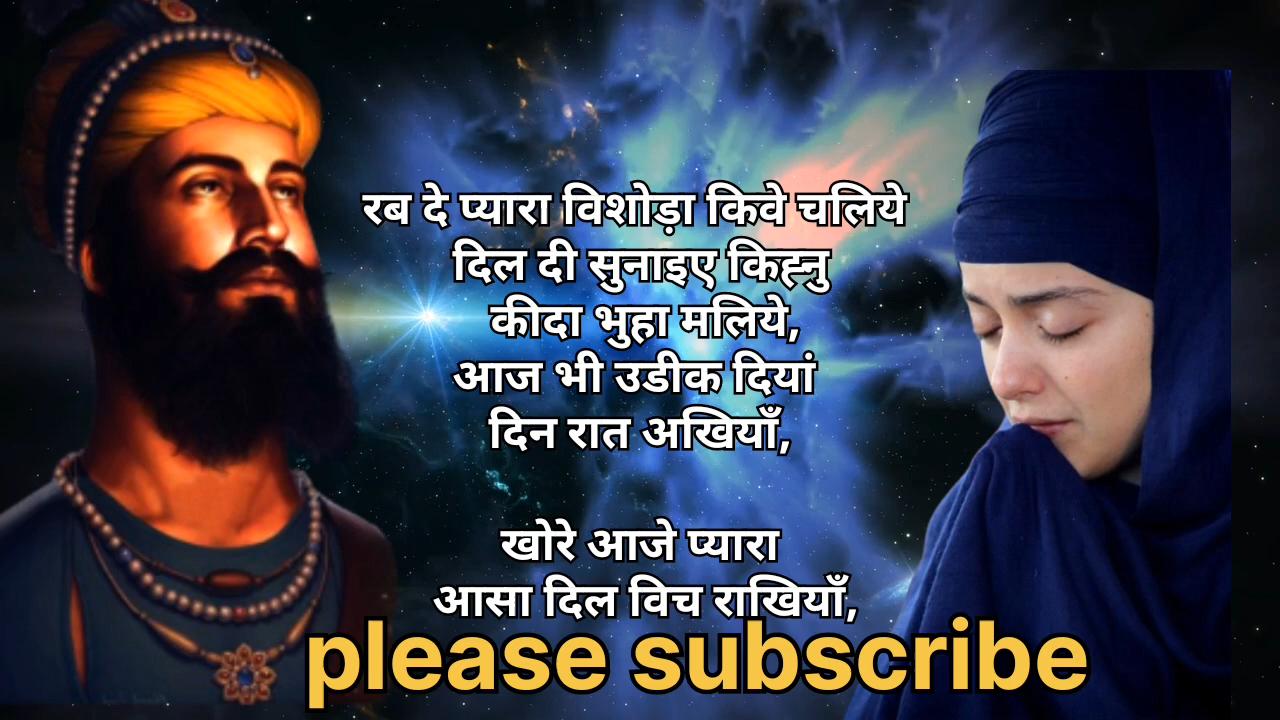 रब दे प्यारा विशोड़ा किवे चलिये
दिल दी सुनाइए किह्नु
कीदा भुहा मलिये,
आज भी उडीक दियां
दिन रात अखियाँ,
खोरे आजे प्यारा
आसा दिल विच राखियाँ,
please subscribe